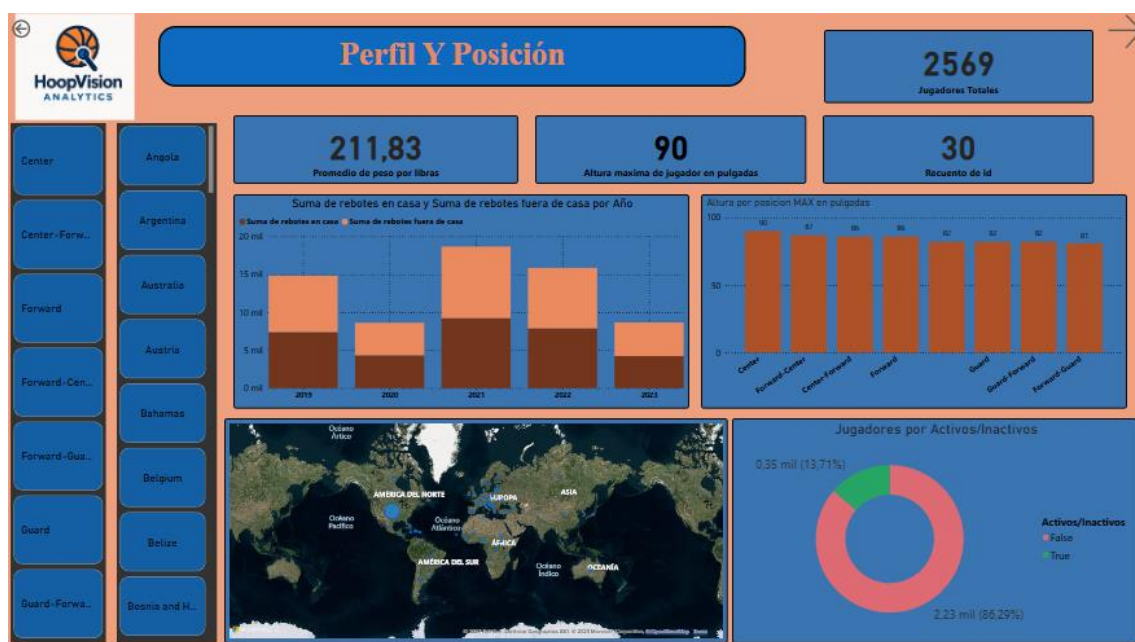 HoopVision
ANALYTICS
Perfil Y Posición
2569
Jugadores Totales
211,83
Promedio de peso por libras
90
Altura maxima de jugador en pulgadas
30
Recuento de id
Center
Center-Forw...
Forward
Forward-Cen...
Forward-Gua...
Guard
Guard-Forwa...
Angola
Argentina
Australia
Austria
Bahamas
Belgium
Belize
Bosnia and H...
Suma de rebotes en casa y Suma de rebotes fuera de casa por Año
Suma de rebotes en casa
Suma de rebotes fuera de casa
20 mil
15 mil
10 mil
5 mil
0 mil
2019
2020
2021
2022
2023
Altura por posicion MAX en pulgadas
100
50
0
90
87
82
82
82
81
Center
Forward-Center
Center-Forward
Forward
Guard
Guard-Forward
Forward-Guard
Océano
Ártico
AMÉRICA DEL NORTE
EUROPA
ASIA
Océano
Pacífico
Océano
Atlántico
ÁFRICA
AMÉRICA DEL SUR
Océano
Índico
OCEANÍA
Jugadores por Activos/Inactivos
0,35 mil (13,71%)
2,23 mil (86,29%)
Activos/Inactivos
False
True